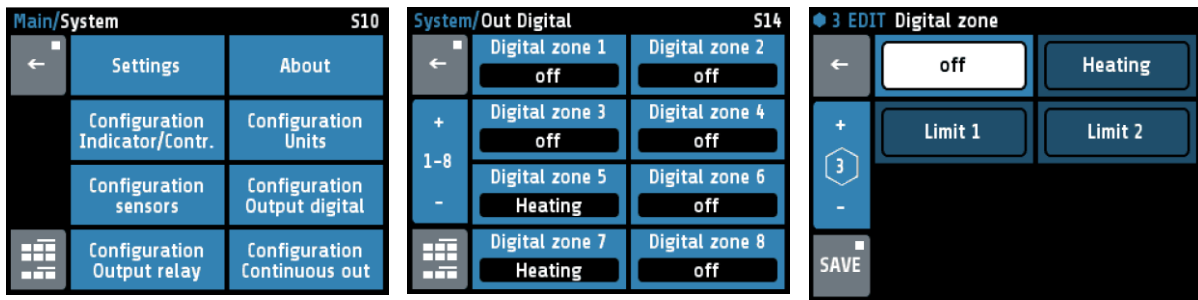 Main/System S10
←
Settings
About
Configuration
Indicator/Contr.
Configuration
Units
Configuration
sensors
Configuration
Output digital
Configuration
Output relay
Configuration
Continuous out
System/Out Digital S14
←
Digital zone 1
off
Digital zone 2
off
+
1-8
-
Digital zone 3
off
Digital zone 4
off
Digital zone 5
Heating
Digital zone 6
off
Digital zone 7
Heating
Digital zone 8
off
3 EDIT Digital zone
←
off
Heating
+
3
-
Limit 1
Limit 2
SAVE